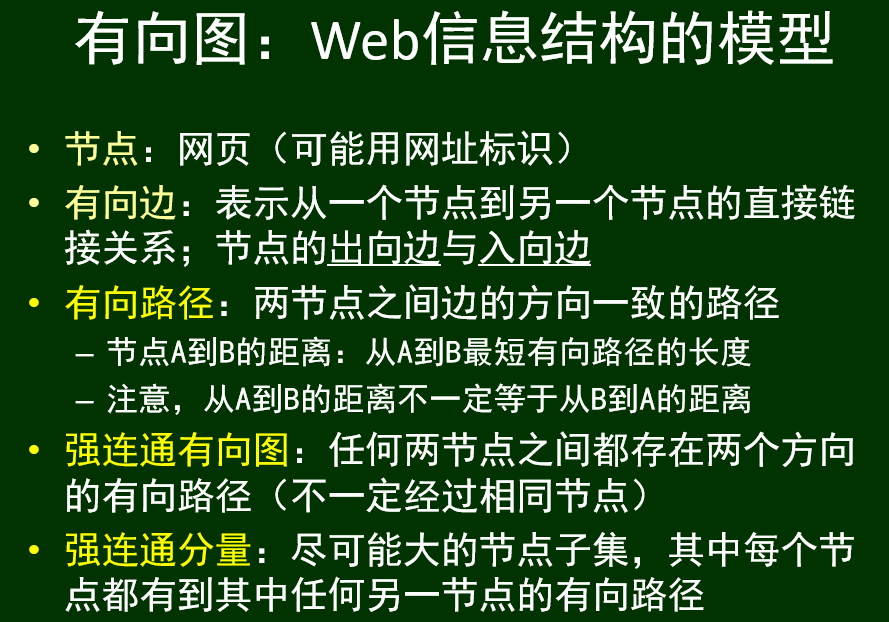 有向图：Web信息结构的模型
• 节点：网页（可能用网址标识）
• 有向边：表示从一个节点到另一个节点的直接链
接关系；节点的出向边与入向边
• 有向路径：两节点之间边的方向一致的路径
– 节点A到B的距离：从A到B最短有向路径的长度
– 注意，从A到B的距离不一定等于从B到A的距离
• 强连通有向图：任何两节点之间都存在两个方向
的有向路径（不一定经过相同节点）
• 强连通分量：尽可能大的节点子集，其中每个节
点都有到其中任何另一节点的有向路径